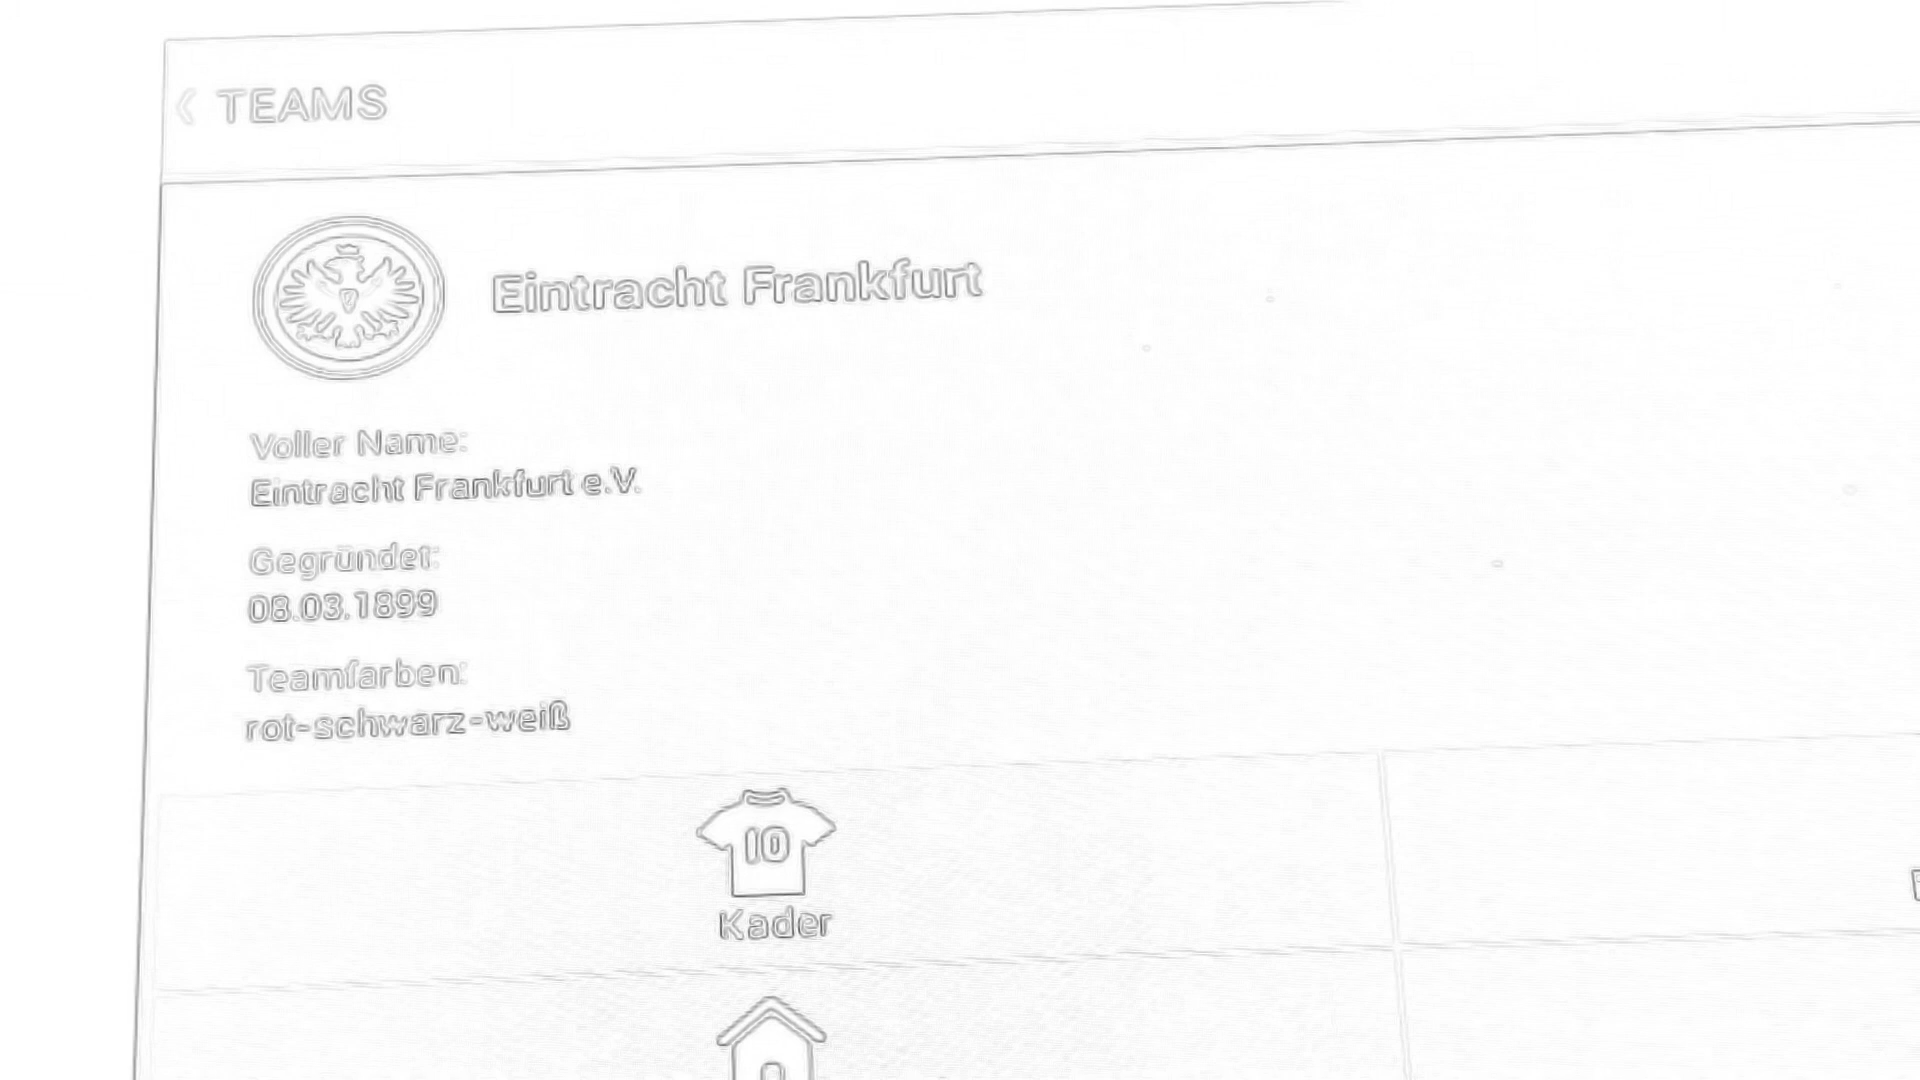 TEAMS
Eintracht Frankfurt
Voller Name:
Eintracht Frankfurt e.V.
Gegründet:
08.03.1899
Teamfarben:
rot-schwarz-weiß
10
Kader